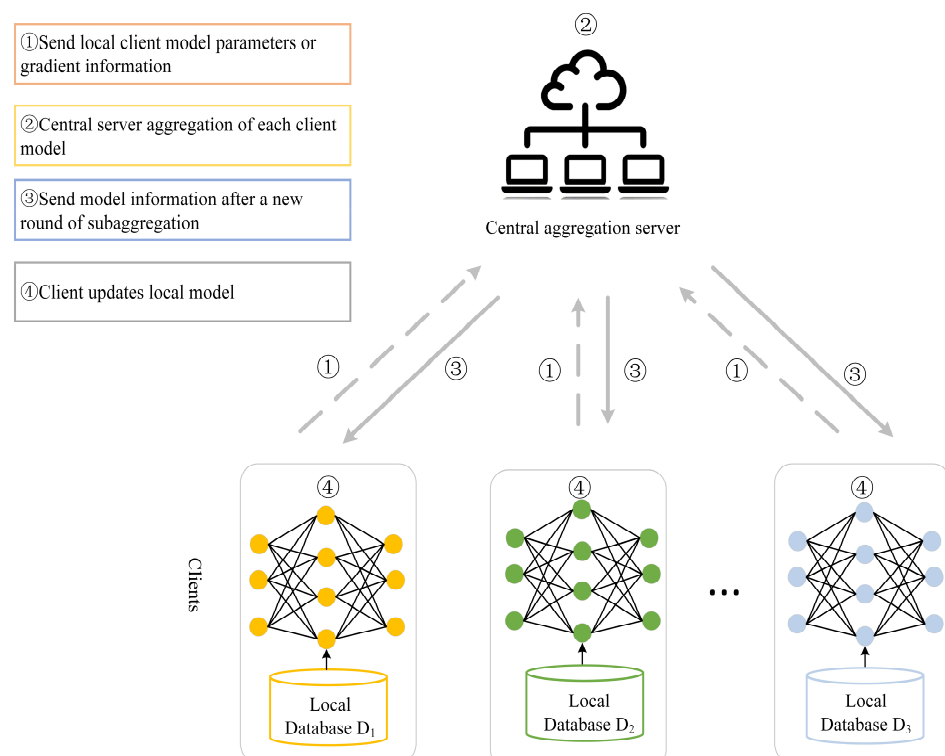 ①Send local client model parameters or
gradient information
②Central server aggregation of each client
model
③Send model information after a new
round of subaggregation
④Client updates local model
②
Central aggregation server
①
③
①
③
①
③
④
④
④
Clients
...
Local
Database D₁
Local
Database D₂
Local
Database D₃